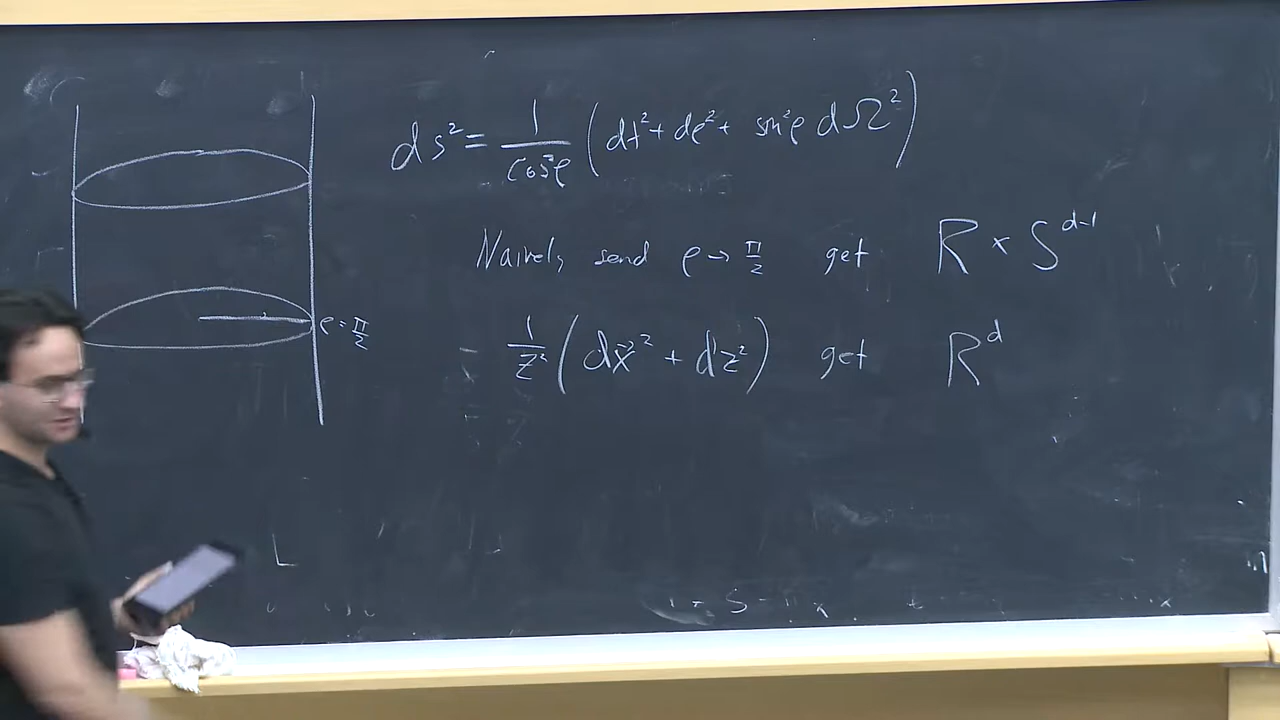 ds² = 1/cos²ρ (dt² + dρ² + sin²ρ dΩ²)
Naively send ρ → π/2 get R × S^{d-1}
ρ = π/2
= 1/z² (dx⃗² + dz²) get R^d